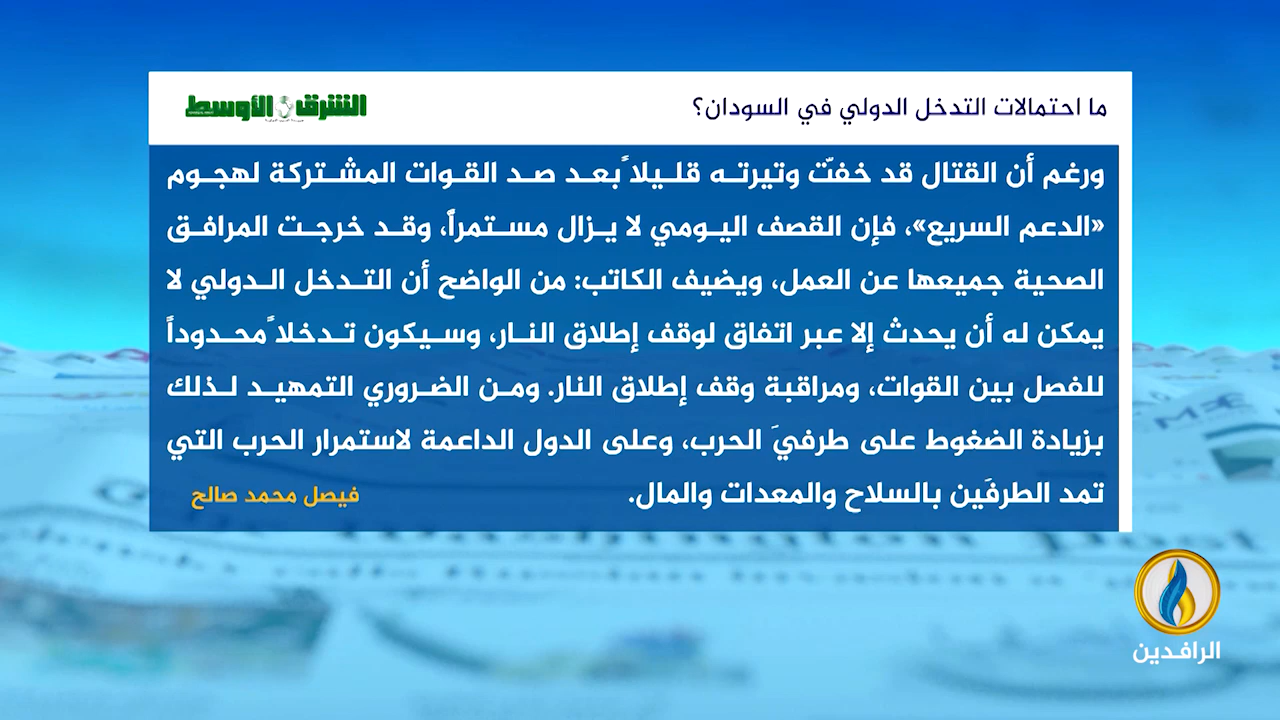 ما احتمالات التدخل الدولي في السودان؟
الشرق الأوسط
ورغم أن القتال قد خفتّ وتيرته قليلاً بعد صد القوات المشتركة لهجوم
«الدعم السريع»، فإن القصف اليومي لا يزال مستمراً، وقد خرجت المرافق
الصحية جميعها عن العمل، ويضيف الكاتب: من الواضح أن التدخل الدولي لا
يمكن له أن يحدث إلا عبر اتفاق لوقف إطلاق النار، وسيكون تدخلاً محدوداً
للفصل بين القوات، ومراقبة وقف إطلاق النار. ومن الضروري التمهيد لذلك
بزيادة الضغوط على طرفيَ الحرب، وعلى الدول الداعمة لاستمرار الحرب التي
تمد الطرفَين بالسلاح والمعدات والمال.
فيصل محمد صالح
الرافدين